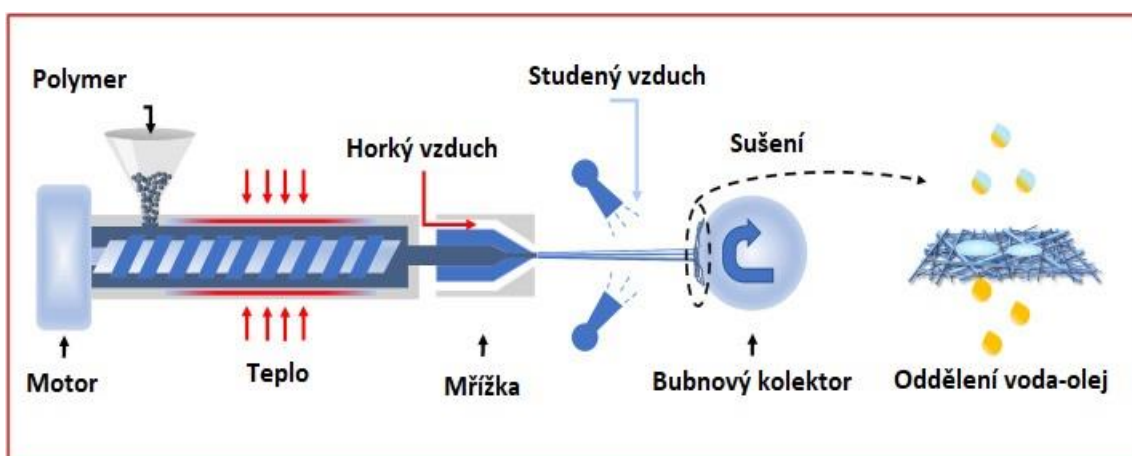 Polymer
Studený vzduch
Horký vzduch
Sušení
Motor
Teplo
Mřížka
Bubnový kolektor
Oddělení voda-olej